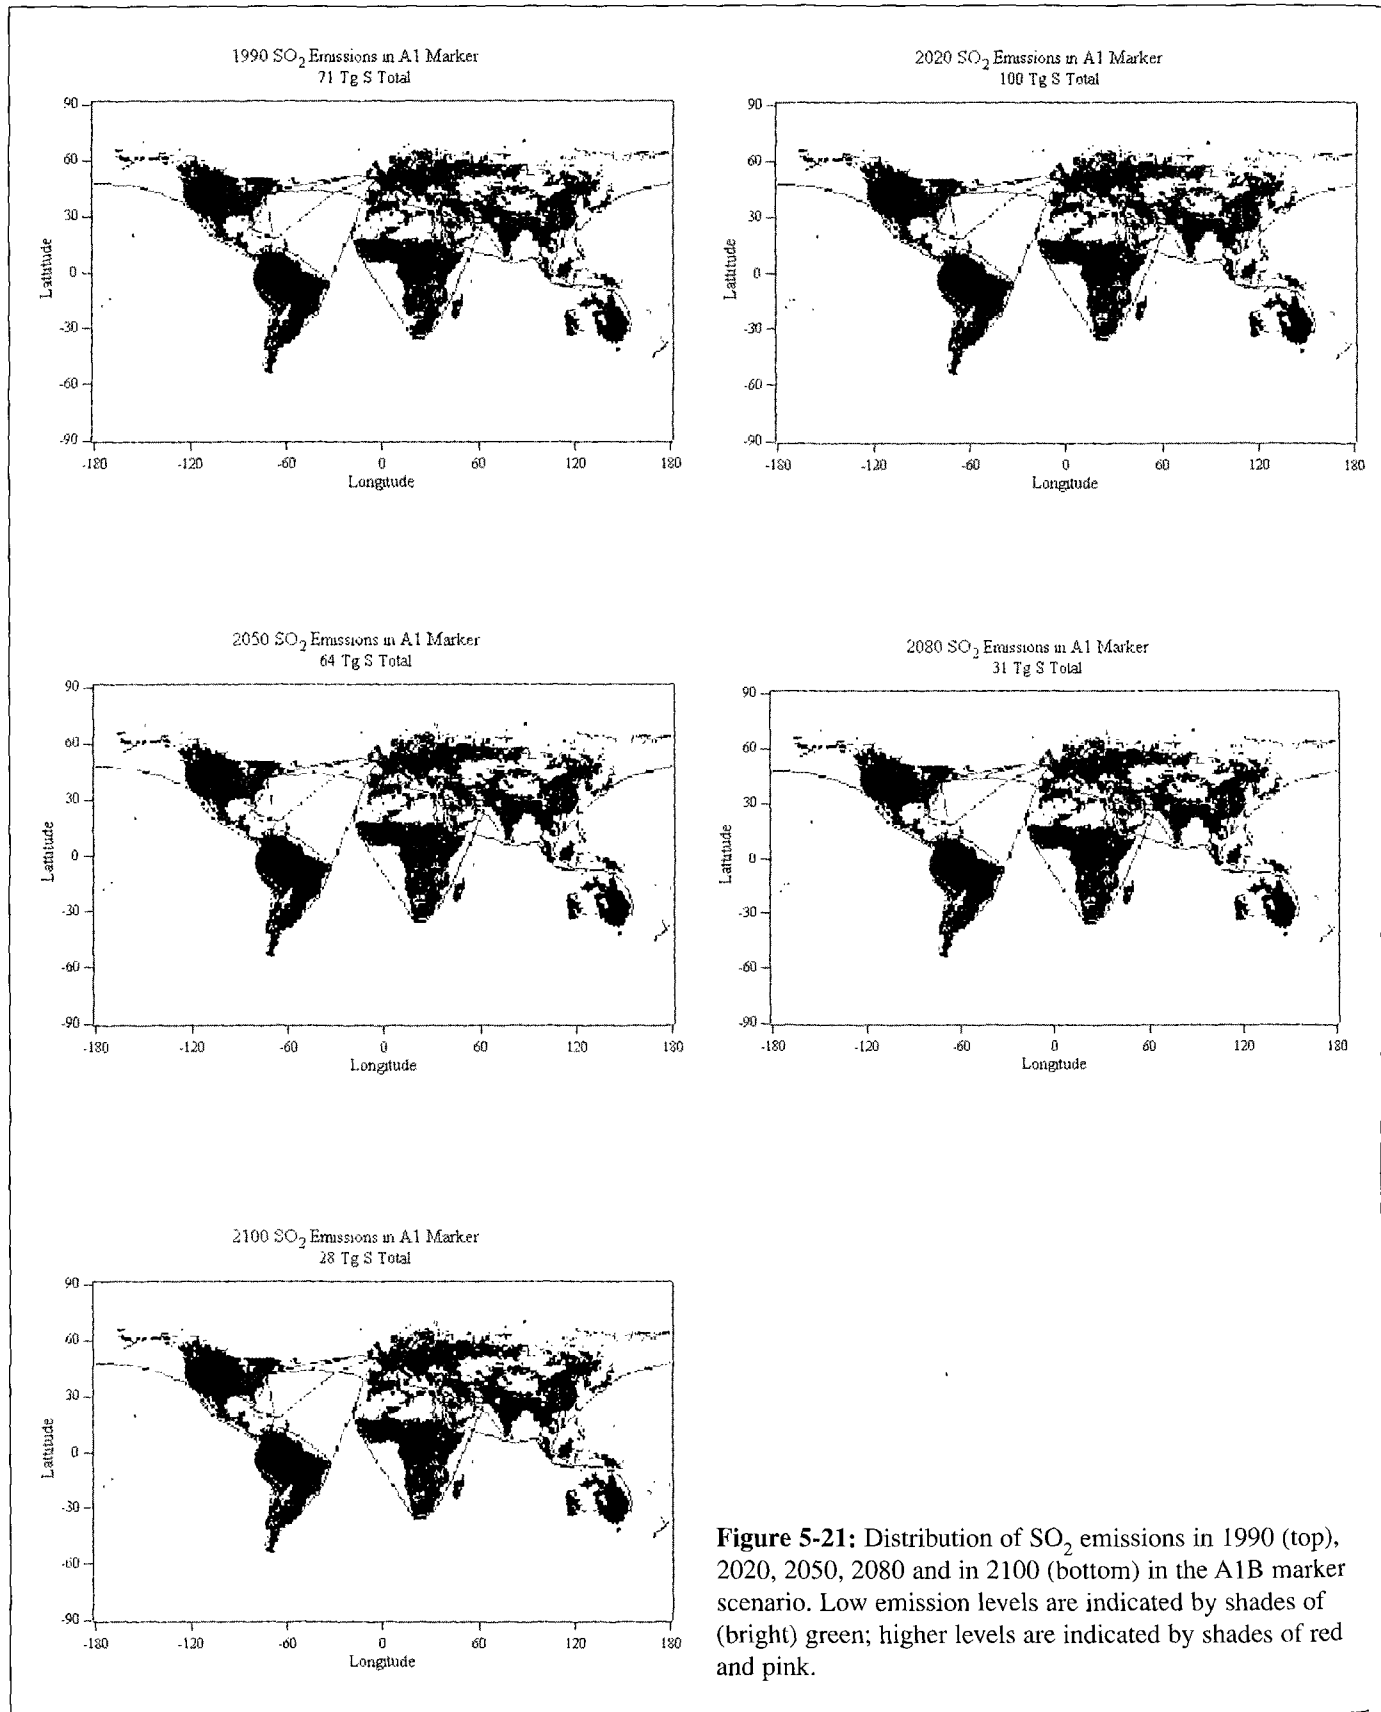 1990 SO2 Emissions in A1 Marker
71 Tg S Total
90
60
30
0
-30
-60
-90
Lattitude
-180 -120 -60 0 60 120 180
Longitude
2020 SO2 Emissions in A1 Marker
100 Tg S Total
90
60
30
0
-30
-60
-90
Lattitude
-180 -120 -60 0 60 120 180
Longitude
2050 SO2 Emissions in A1 Marker
64 Tg S Total
90
60
30
0
-30
-60
-90
Lattitude
-180 -120 -60 0 60 120 180
Longitude
2080 SO2 Emissions in A1 Marker
31 Tg S Total
90
60
30
0
-30
-60
-90
Lattitude
-180 -120 -60 0 60 120 180
Longitude
2100 SO2 Emissions in A1 Marker
28 Tg S Total
90
60
30
0
-30
-60
-90
Lattitude
-180 -120 -60 0 60 120 180
Longitude
Figure 5-21: Distribution of SO2 emissions in 1990 (top),
2020, 2050, 2080 and in 2100 (bottom) in the A1B marker
scenario. Low emission levels are indicated by shades of
(bright) green; higher levels are indicated by shades of red
and pink.